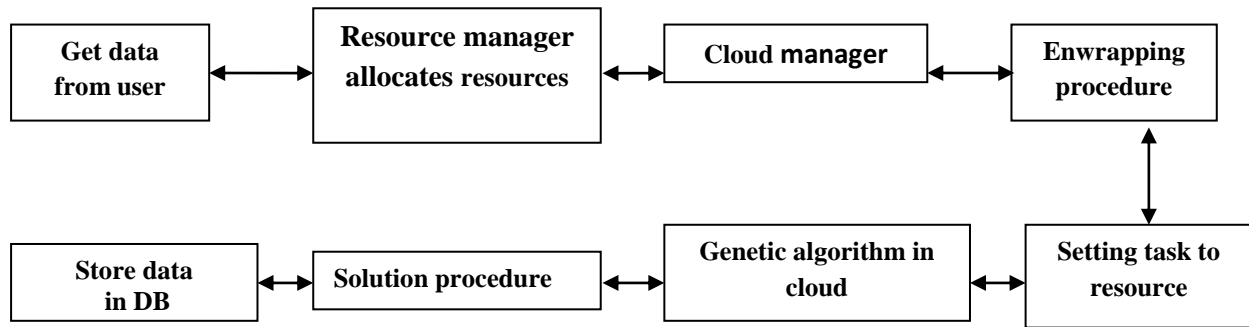 Get data
from user
Resource manager
allocates resources
Cloud manager
Enwrapping
procedure
Store data
in DB
Solution procedure
Genetic algorithm in
cloud
Setting task to
resource